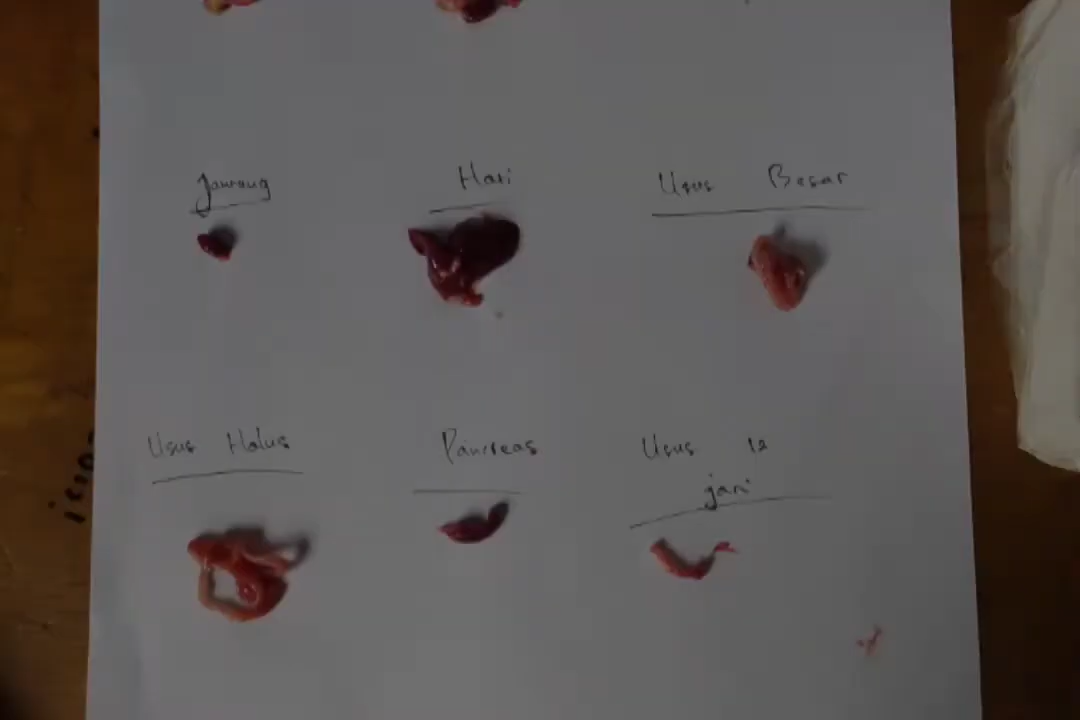 Jantung
Hati
Usus Besar
Usus Halus
Pancreas
Usus 12
jari